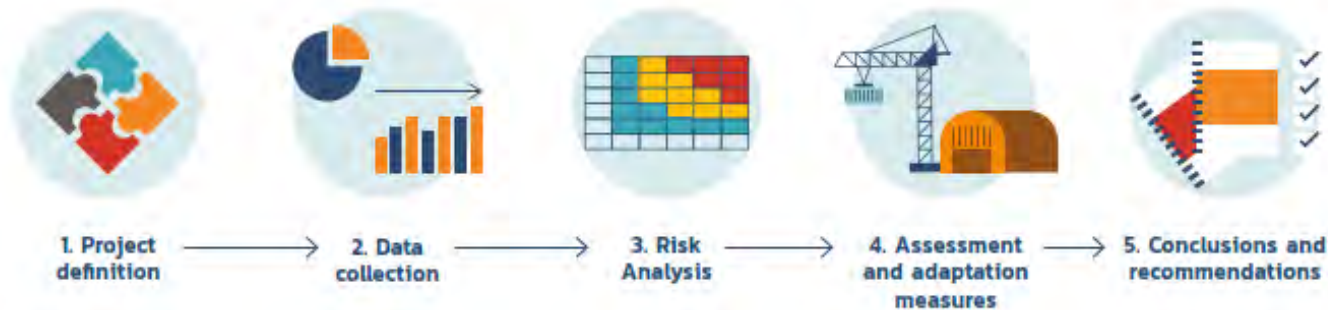 1. Project
definition
2. Data
collection
3. Risk
Analysis
4. Assessment
and adaptation
measures
5. Conclusions and
recommendations